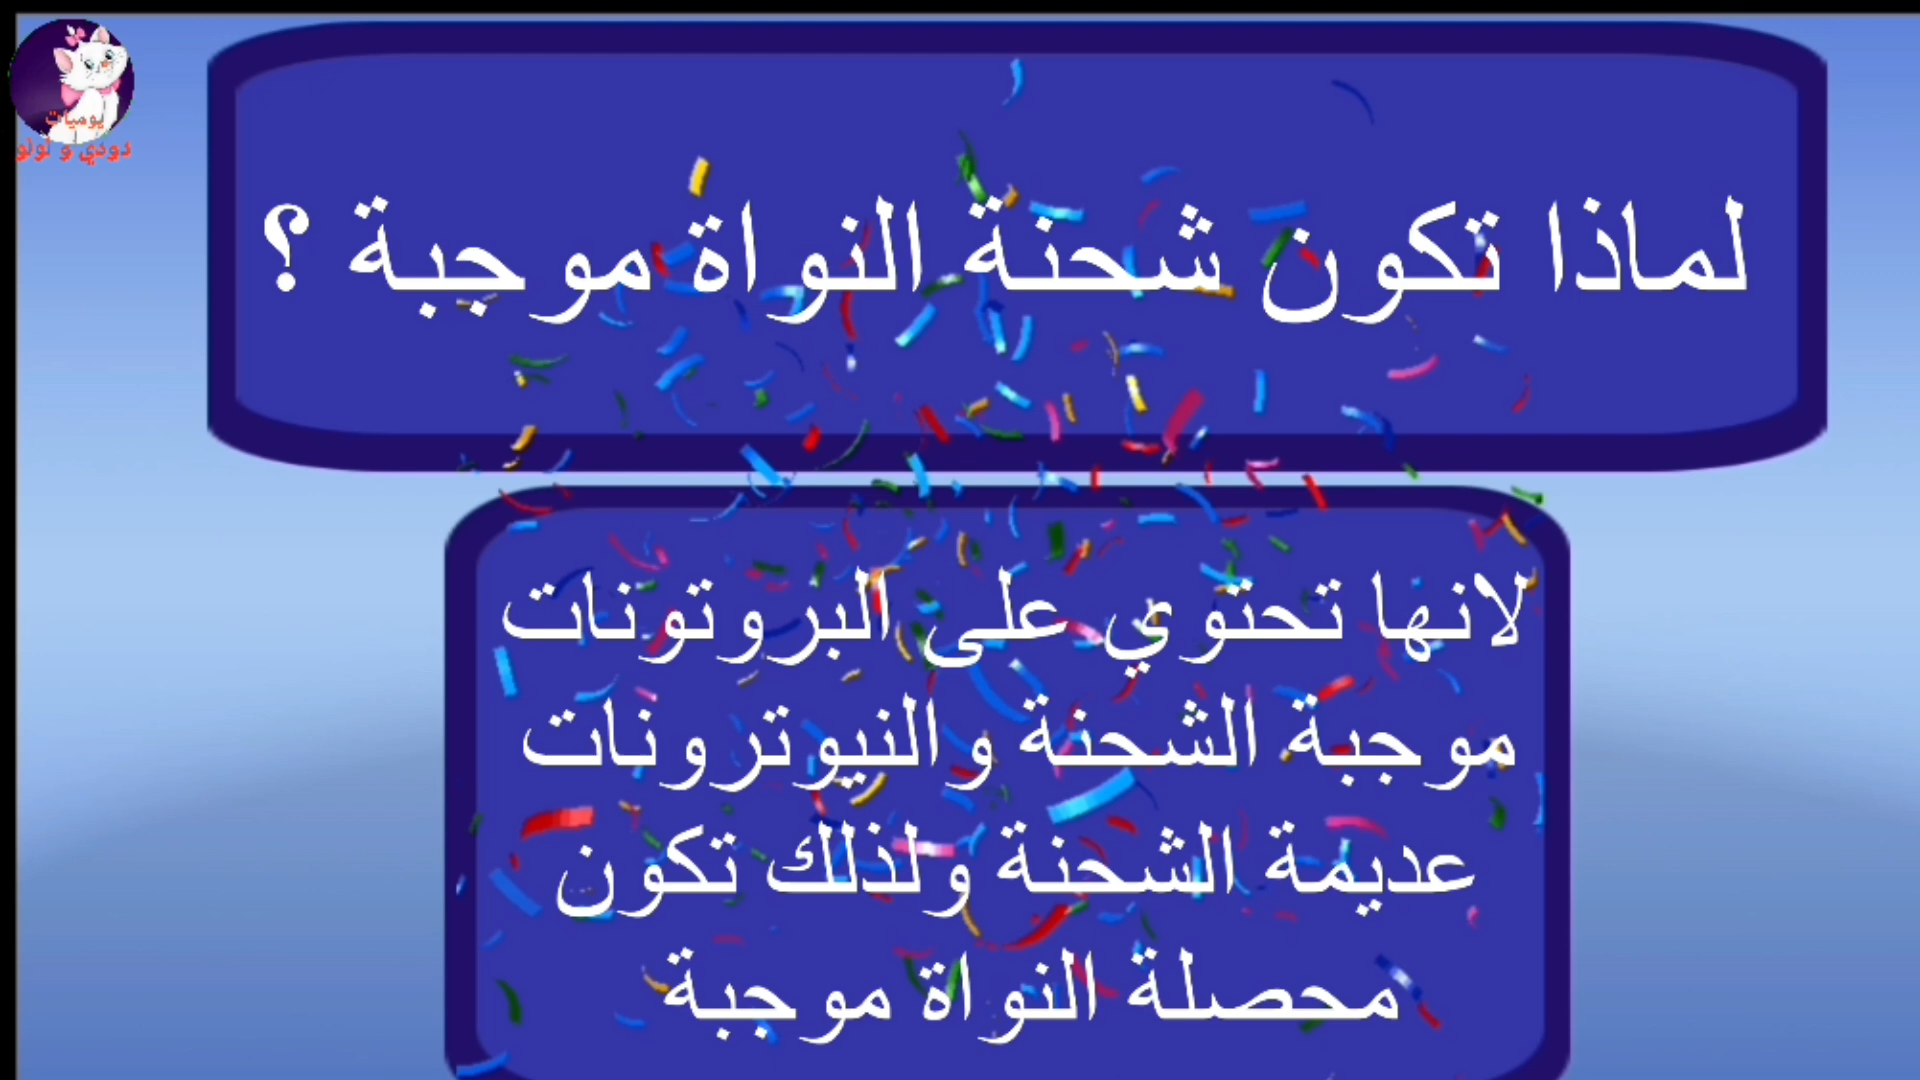 يوميات
دودي و لولو
لماذا تكون شحنة النواة موجبة ؟
لانها تحتوي على البروتونات
موجبة الشحنة والنيوترونات
عديمة الشحنة ولذلك تكون
محصلة النواة موجبة